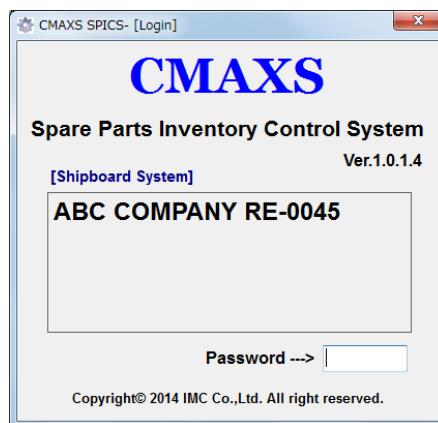 CMAXS SPICS- [Login]
CMAXS
Spare Parts Inventory Control System
Ver.1.0.1.4
[Shipboard System]
ABC COMPANY RE-0045
Password --->
Copyright© 2014 IMC Co.,Ltd. All right reserved.